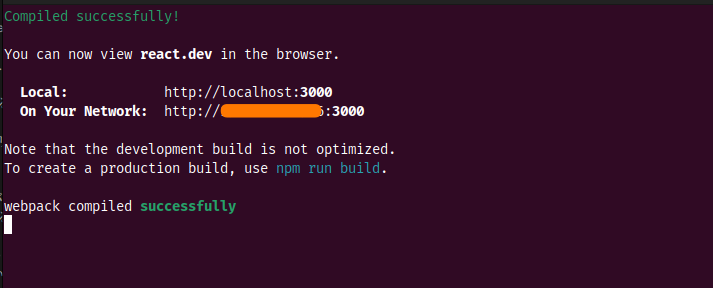 Compiled successfully!
You can now view react.dev in the browser.
Local: http://localhost:3000
On Your Network: http:// :3000
Note that the development build is not optimized.
To create a production build, use npm run build.
webpack compiled successfully